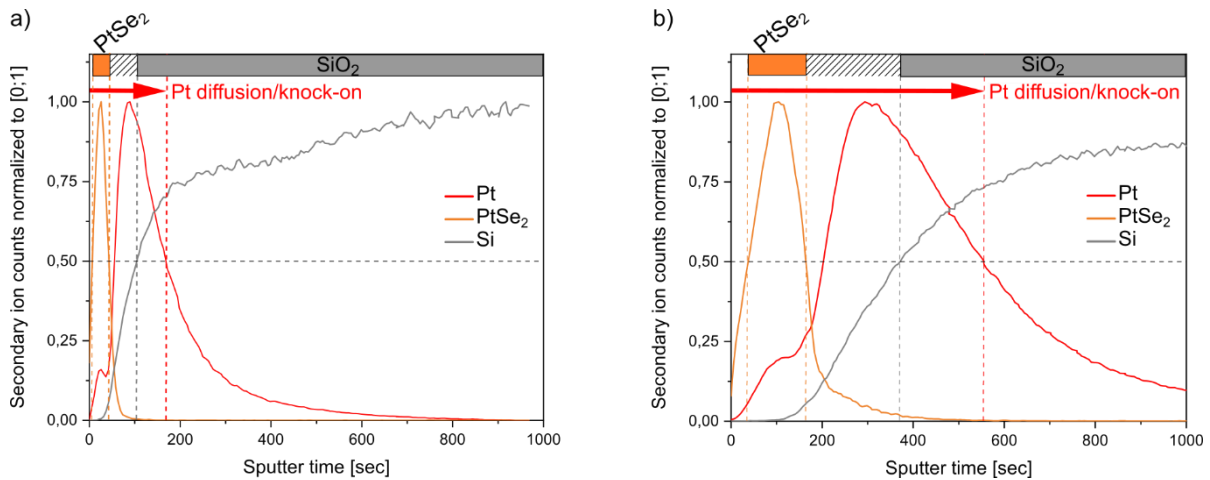 a)
PtSe2
SiO2
Pt diffusion/knock-on
1,00
0,75
0,50
0,25
0,00
Secondary ion counts normalized to [0;1]
Pt
PtSe2
Si
0 200 400 600 800 1000
Sputter time [sec]
b)
PtSe2
SiO2
Pt diffusion/knock-on
1,00
0,75
0,50
0,25
0,00
Secondary ion counts normalized to [0;1]
Pt
PtSe2
Si
0 200 400 600 800 1000
Sputter time [sec]